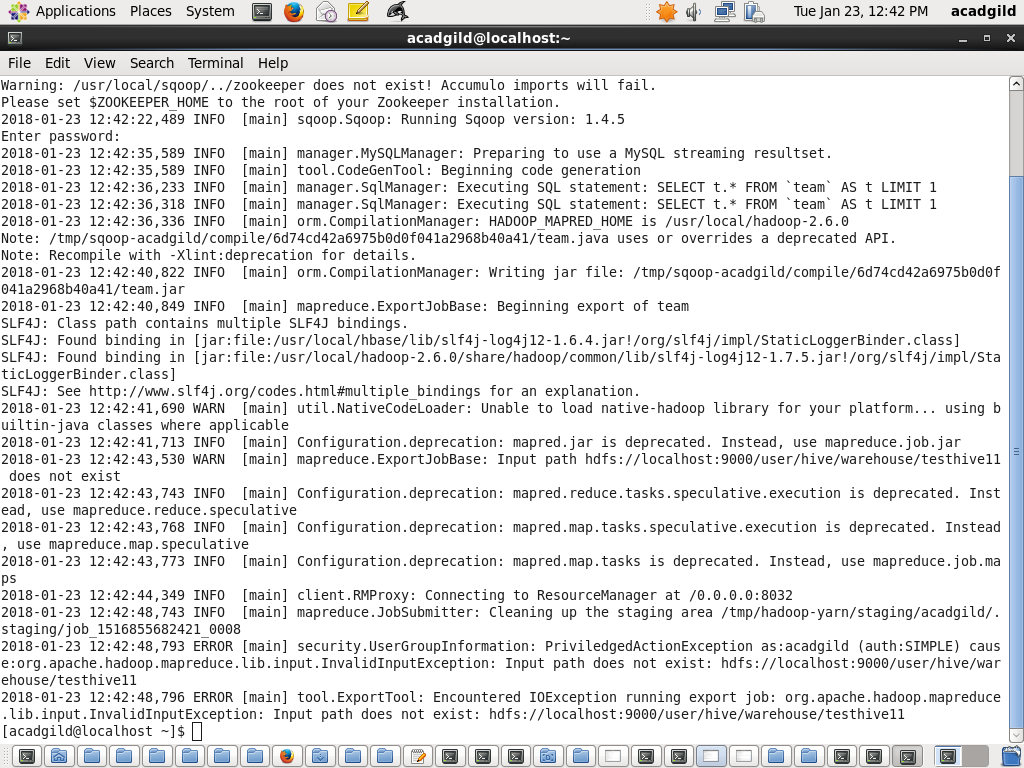 Applications Places System Tue Jan 23, 12:42 PM acadgild
acadgild@localhost:~
File Edit View Search Terminal Help
Warning: /usr/local/sqoop/../zookeeper does not exist! Accumulo imports will fail.
Please set $ZOOKEEPER_HOME to the root of your Zookeeper installation.
2018-01-23 12:42:22,489 INFO  [main] sqoop.Sqoop: Running Sqoop version: 1.4.5
Enter password:
2018-01-23 12:42:35,589 INFO  [main] manager.MySQLManager: Preparing to use a MySQL streaming resultset.
2018-01-23 12:42:35,589 INFO  [main] tool.CodeGenTool: Beginning code generation
2018-01-23 12:42:36,233 INFO  [main] manager.SqlManager: Executing SQL statement: SELECT t.* FROM `team` AS t LIMIT 1
2018-01-23 12:42:36,318 INFO  [main] manager.SqlManager: Executing SQL statement: SELECT t.* FROM `team` AS t LIMIT 1
2018-01-23 12:42:36,336 INFO  [main] orm.CompilationManager: HADOOP_MAPRED_HOME is /usr/local/hadoop-2.6.0
Note: /tmp/sqoop-acadgild/compile/6d74cd42a6975b0d0f041a2968b40a41/team.java uses or overrides a deprecated API.
Note: Recompile with -Xlint:deprecation for details.
2018-01-23 12:42:40,822 INFO  [main] orm.CompilationManager: Writing jar file: /tmp/sqoop-acadgild/compile/6d74cd42a6975b0d0f
041a2968b40a41/team.jar
2018-01-23 12:42:40,849 INFO  [main] mapreduce.ExportJobBase: Beginning export of team
SLF4J: Class path contains multiple SLF4J bindings.
SLF4J: Found binding in [jar:file:/usr/local/hbase/lib/slf4j-log4j12-1.6.4.jar!/org/slf4j/impl/StaticLoggerBinder.class]
SLF4J: Found binding in [jar:file:/usr/local/hadoop-2.6.0/share/hadoop/common/lib/slf4j-log4j12-1.7.5.jar!/org/slf4j/impl/Sta
ticLoggerBinder.class]
SLF4J: See http://www.slf4j.org/codes.html#multiple_bindings for an explanation.
2018-01-23 12:42:41,690 WARN  [main] util.NativeCodeLoader: Unable to load native-hadoop library for your platform... using b
uiltin-java classes where applicable
2018-01-23 12:42:41,713 INFO  [main] Configuration.deprecation: mapred.jar is deprecated. Instead, use mapreduce.job.jar
2018-01-23 12:42:43,530 WARN  [main] mapreduce.ExportJobBase: Input path hdfs://localhost:9000/user/hive/warehouse/testhive11
 does not exist
2018-01-23 12:42:43,743 INFO  [main] Configuration.deprecation: mapred.reduce.tasks.speculative.execution is deprecated. Inst
ead, use mapreduce.reduce.speculative
2018-01-23 12:42:43,768 INFO  [main] Configuration.deprecation: mapred.map.tasks.speculative.execution is deprecated. Instead
, use mapreduce.map.speculative
2018-01-23 12:42:43,773 INFO  [main] Configuration.deprecation: mapred.map.tasks is deprecated. Instead, use mapreduce.job.ma
ps
2018-01-23 12:42:44,349 INFO  [main] client.RMProxy: Connecting to ResourceManager at /0.0.0.0:8032
2018-01-23 12:42:48,743 INFO  [main] mapreduce.JobSubmitter: Cleaning up the staging area /tmp/hadoop-yarn/staging/acadgild/.
staging/job_1516855682421_0008
2018-01-23 12:42:48,793 ERROR [main] security.UserGroupInformation: PriviledgedActionException as:acadgild (auth:SIMPLE) caus
e:org.apache.hadoop.mapreduce.lib.input.InvalidInputException: Input path does not exist: hdfs://localhost:9000/user/hive/war
ehouse/testhive11
2018-01-23 12:42:48,796 ERROR [main] tool.ExportTool: Encountered IOException running export job: org.apache.hadoop.mapreduce
.lib.input.InvalidInputException: Input path does not exist: hdfs://localhost:9000/user/hive/warehouse/testhive11
[acadgild@localhost ~]$